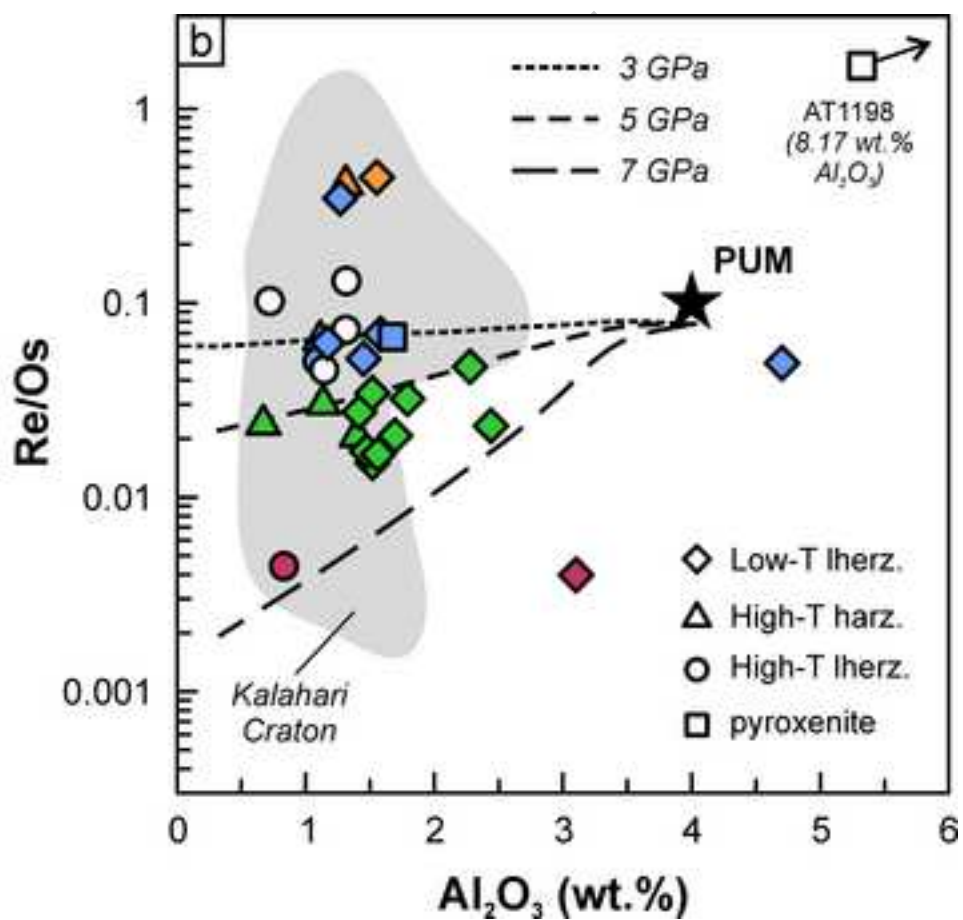 b
3 GPa
5 GPa
7 GPa
AT1198
(8.17 wt.%
Al₂O₃)
PUM
Re/Os
1
0.1
0.01
0.001
Kalahari
Craton
Low-T lherz.
High-T harz.
High-T lherz.
pyroxenite
0 1 2 3 4 5 6
Al₂O₃ (wt.%)